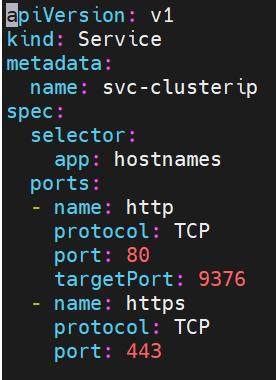 apiVersion: v1
kind: Service
metadata:
  name: svc-clusterip
spec:
  selector:
    app: hostnames
  ports:
  - name: http
    protocol: TCP
    port: 80
    targetPort: 9376
  - name: https
    protocol: TCP
    port: 443